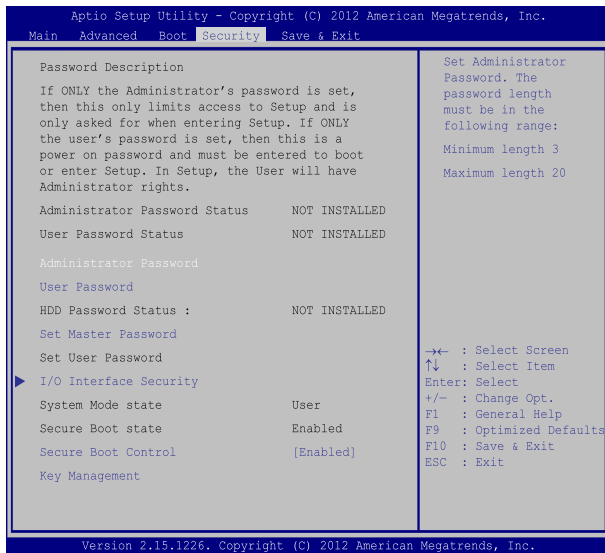 Aptio Setup Utility - Copyright (C) 2012 American Megatrends, Inc.
Main Advanced Boot Security Save & Exit
Password Description
If ONLY the Administrator's password is set,
then this only limits access to Setup and is
only asked for when entering Setup. If ONLY
the user's password is set, then this is a
power on password and must be entered to boot
or enter Setup. In Setup, the User will have
Administrator rights.
Administrator Password Status NOT INSTALLED
User Password Status NOT INSTALLED
Administrator Password
User Password
HDD Password Status : NOT INSTALLED
Set Master Password
Set User Password
I/O Interface Security
System Mode state User
Secure Boot state Enabled
Secure Boot Control [Enabled]
Key Management
Set Administrator
Password. The
password length
must be in the
following range:
Minimum length 3
Maximum length 20
→← : Select Screen
↑↓ : Select Item
Enter: Select
+/— : Change Opt.
F1 : General Help
F9 : Optimized Defaults
F10 : Save & Exit
ESC : Exit
Version 2.15.1226. Copyright (C) 2012 American Megatrends, Inc.